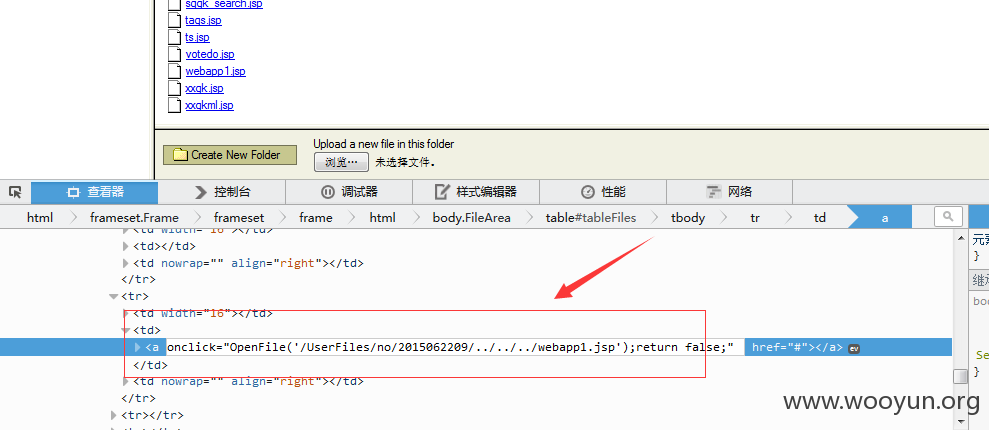 sqgk_search.jsp
tags.jsp
ts.jsp
votedo.jsp
webapp1.jsp
xxgk.jsp
xxgkml.jsp
Create New Folder
Upload a new file in this folder
浏览… 未选择文件。
查看器 控制台 调试器 样式编辑器 性能 网络
html frameset.Frame frameset frame html body.FileArea table#tableFiles tbody tr td a
<td width="16"></td>
<td></td>
<td nowrap="" align="right"></td>
</tr>
<tr>
<td width="16"></td>
<td>
<a onclick="OpenFile('/UserFiles/no/2015062209/../../../webapp1.jsp');return false;" href="#"></a> ev
</td>
<td nowrap="" align="right"></td>
</tr>
<tr></tr>
元素
}
继承
bod
Se
}
www.wooyun.org